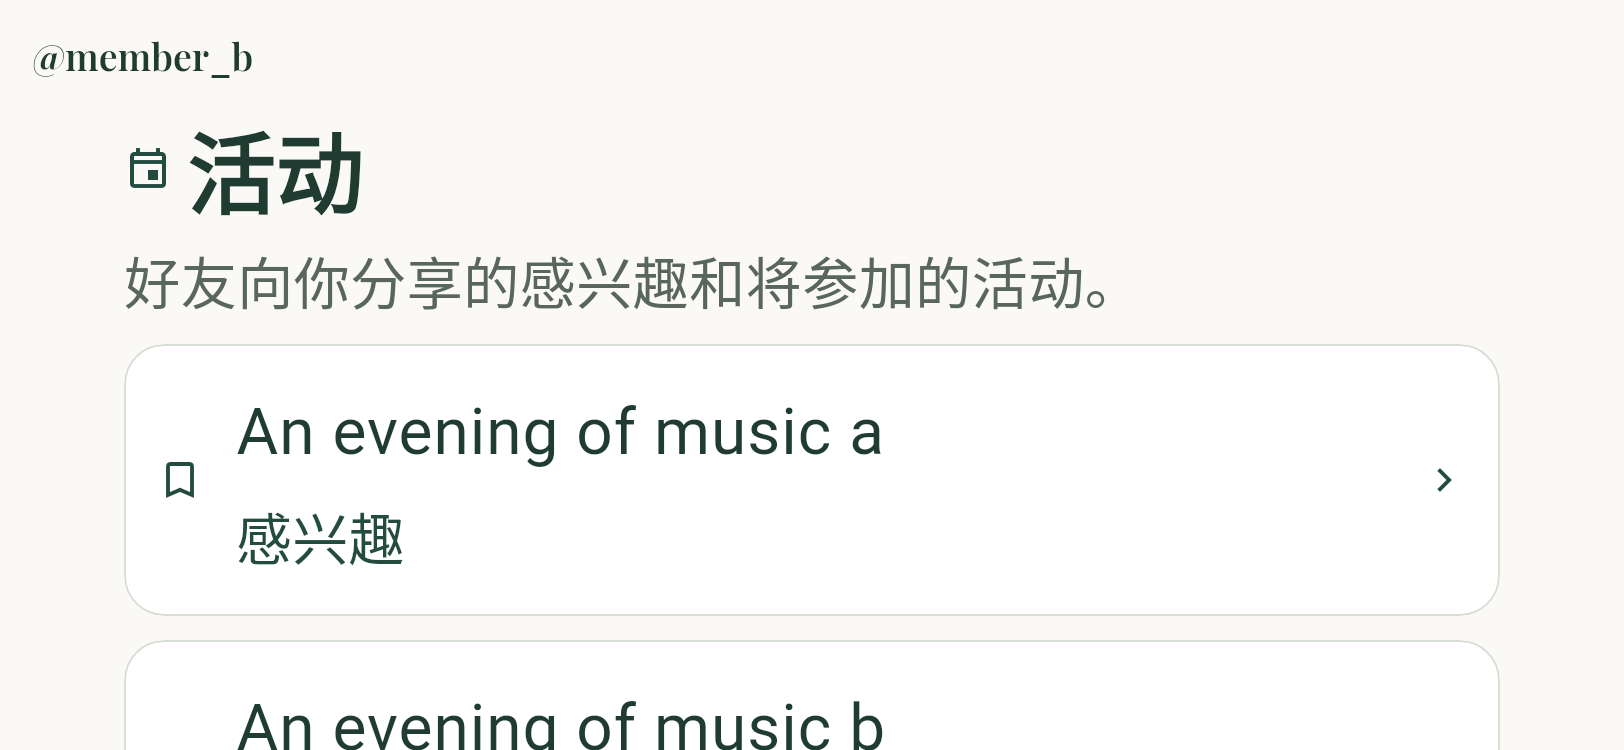 @member_b
活动
好友向你分享的感兴趣和将参加的活动。
An evening of music a
感兴趣
An evening of music b